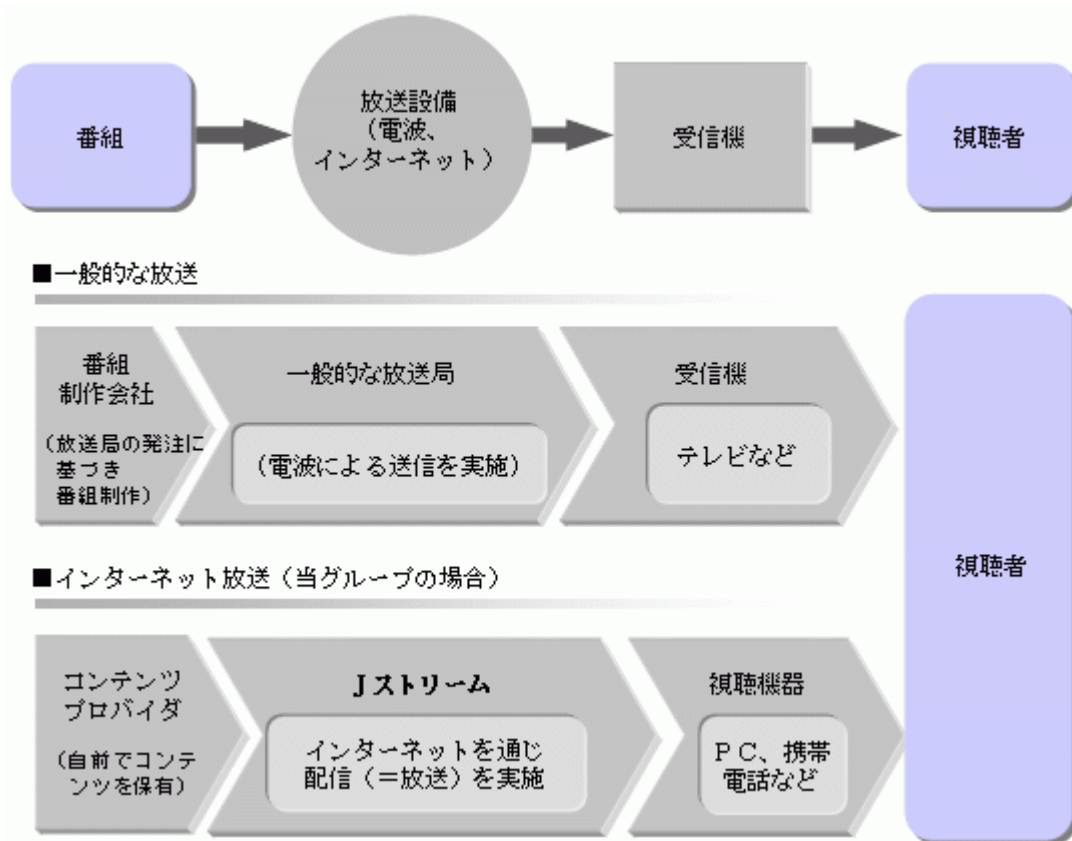 番組
放送設備
(電波、
インターネット)
受信機
視聴者
■一般的な放送
番組
制作会社
(放送局の発注に
基づき
番組制作)
一般的な放送局
(電波による送信を実施)
受信機
テレビなど
視聴者
■インターネット放送(当グループの場合)
コンテンツ
プロバイダ
(自前でコンテ
ンツを保有)
Jストリーム
インターネットを通じ
配信(=放送)を実施
視聴機器
PC、携帯
電話など